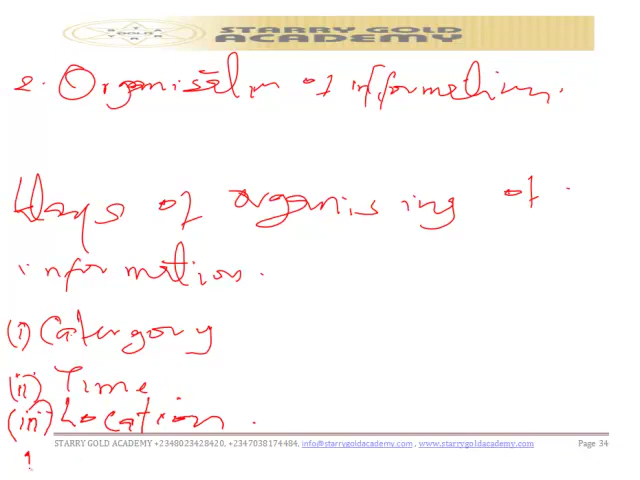 STARRY GOLD
ACADEMY
2. Organisation of information.
Ways of organising of
information.
(i) Catergory
(ii) Time
(iii) Location.
STARRY GOLD ACADEMY +2348023428420, +2347038174484, info@starrygoldacademy.com , www.starrygoldacademy.com Page 34